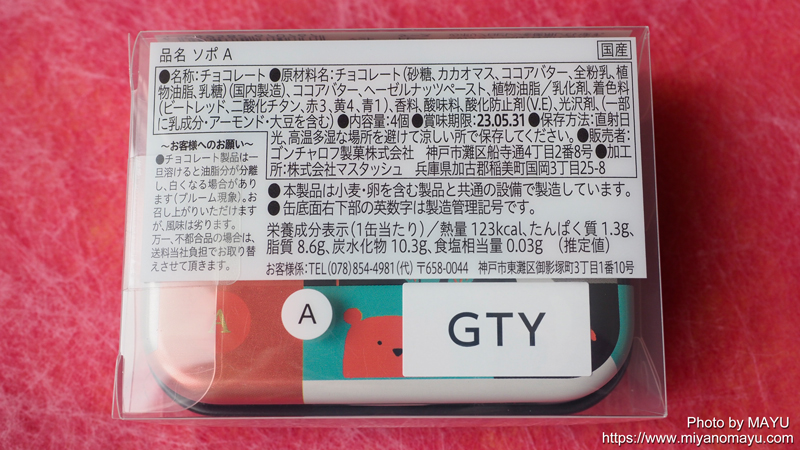 品名 ソポ A
国産
●名称:チョコレート●原材料名:チョコレート(砂糖、カカオマス、ココアバター、全粉乳、植
物油脂、乳糖)(国内製造)、ココアバター、ヘーゼルナッツペースト、植物油脂/乳化剤、着色料
(ビートレッド、二酸化チタン、赤3、黄4、青1)、香料、酸味料、酸化防止剤(V.E)、光沢剤、(一部
に乳成分・アーモンド・大豆を含む)●内容量:4個●賞味期限:23.05.31●保存方法:直射日
光、高温多湿な場所を避けて涼しい所で保存してください。●販売者:
ゴンチャロフ製菓株式会社 神戸市灘区船寺通4丁目2番8号●加工
所:株式会社マスタッシュ 兵庫県加古郡稲美町国岡3丁目25-8
〜お客様へのお願い〜
●チョコレート製品は一
旦溶けると油脂分が分離
し、白くなる場合があり
ます(ブルーム現象)。お
召し上がりいただけます
が、風味は劣ります。
万一、不都合品の場合は、
送料当社負担でお取り替
えさせて頂きます。
●本製品は小麦・卵を含む製品と共通の設備で製造しています。
●缶底面右下部の英数字は製造管理記号です。
栄養成分表示(1缶当たり)/熱量 123kcal、たんぱく質 1.3g、
脂質 8.6g、炭水化物 10.3g、食塩相当量 0.03g (推定値)
お客様係:TEL(078)854-4981(代) 〒658-0044 神戸市東灘区御影塚町3丁目1番10号
A
A
GTY
Photo by MAYU
https://www.miyanomayu.com/